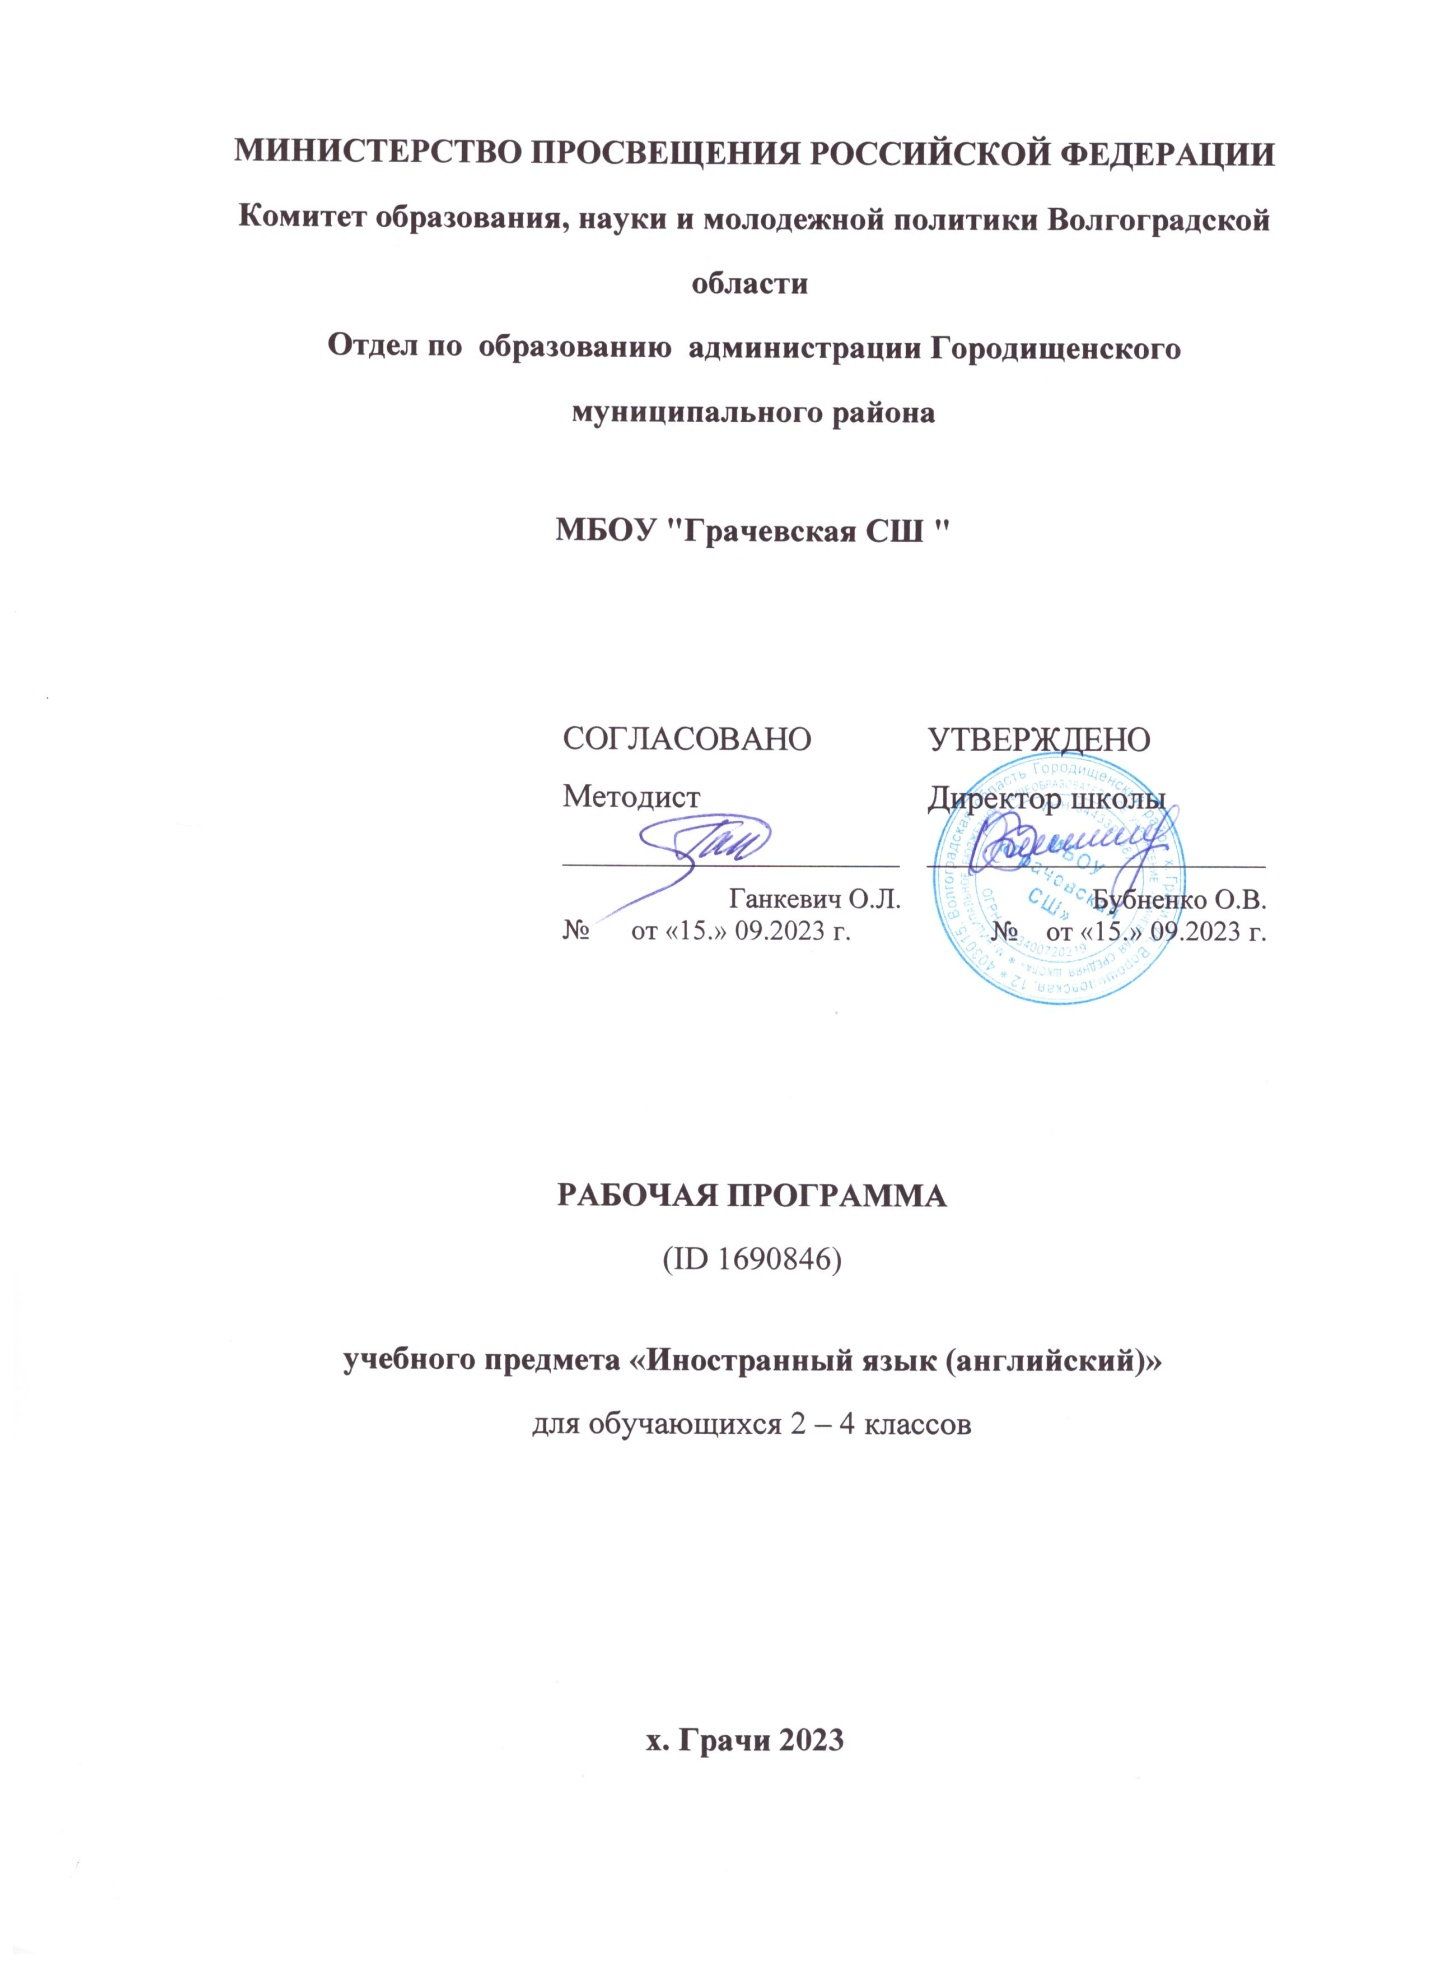 МИНИСТЕРСТВО ПРОСВЕЩЕНИЯ РОССИЙСКОЙ ФЕДЕРАЦИИ
Комитет образования, науки и молодежной политики Волгоградской
области
Отдел по образованию администрации Городищенского
муниципального района
МБОУ "Грачевская СШ "
СОГЛАСОВАНО
Методист
Ганкевич О.Л.
№ от «15.» 09.2023 г.
УТВЕРЖДЕНО
Директор школы
Бубненко О.В.
№ от «15.» 09.2023 г.
РАБОЧАЯ ПРОГРАММА
(ID 1690846)
учебного предмета «Иностранный язык (английский)»
для обучающихся 2 – 4 классов
х. Грачи 2023